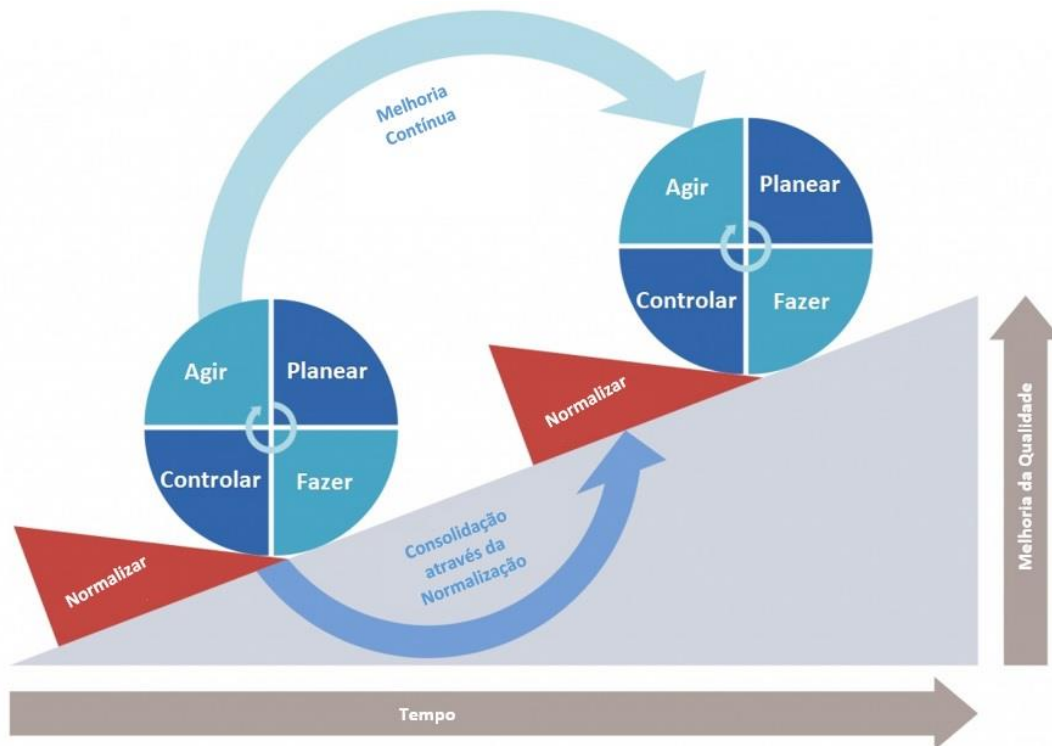 Melhoria
Contínua
Agir
Planear
Controlar
Fazer
Normalizar
Agir
Planear
Controlar
Fazer
Normalizar
Consolidação
através da
Normalização
Melhoria da Qualidade
Tempo